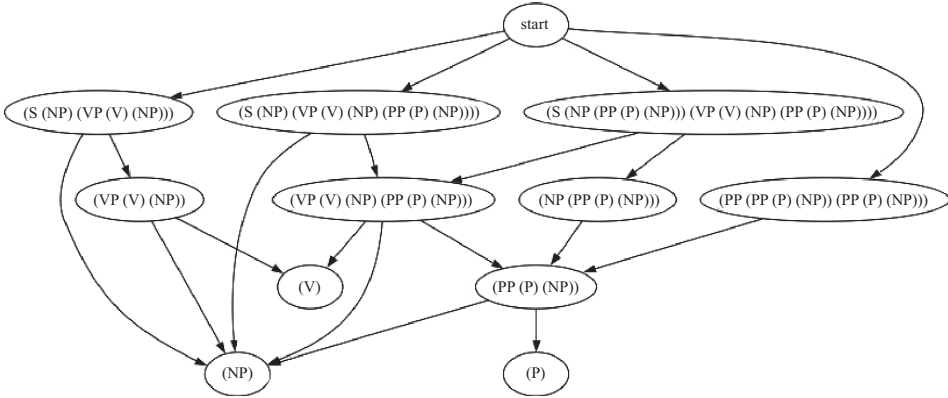 start
(S (NP) (VP (V) (NP)))
(S (NP) (VP (V) (NP) (PP (P) (NP))))
(S (NP (PP (P) (NP))) (VP (V) (NP) (PP (P) (NP))))
(VP (V) (NP))
(VP (V) (NP) (PP (P) (NP)))
(NP (PP (P) (NP)))
(PP (PP (P) (NP)) (PP (P) (NP)))
(V)
(PP (P) (NP))
(NP)
(P)